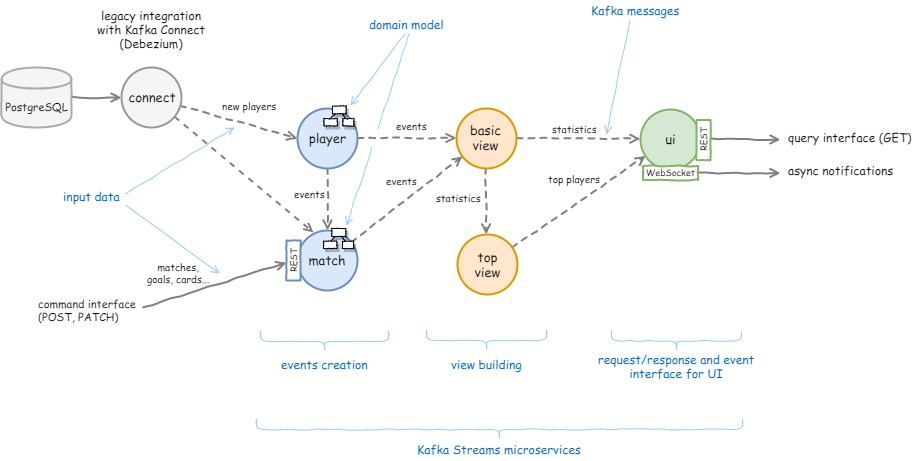 legacy integration
with Kafka Connect
(Debezium)
domain model
Kafka messages
PostgreSQL
connect
new players
player
events
basic
view
statistics
ui
REST
query interface (GET)
WebSocket
async notifications
input data
events
events
statistics
top players
REST
match
top
view
matches,
goals, cards...
command interface
(POST, PATCH)
events creation
view building
request/response and event
interface for UI
Kafka Streams microservices